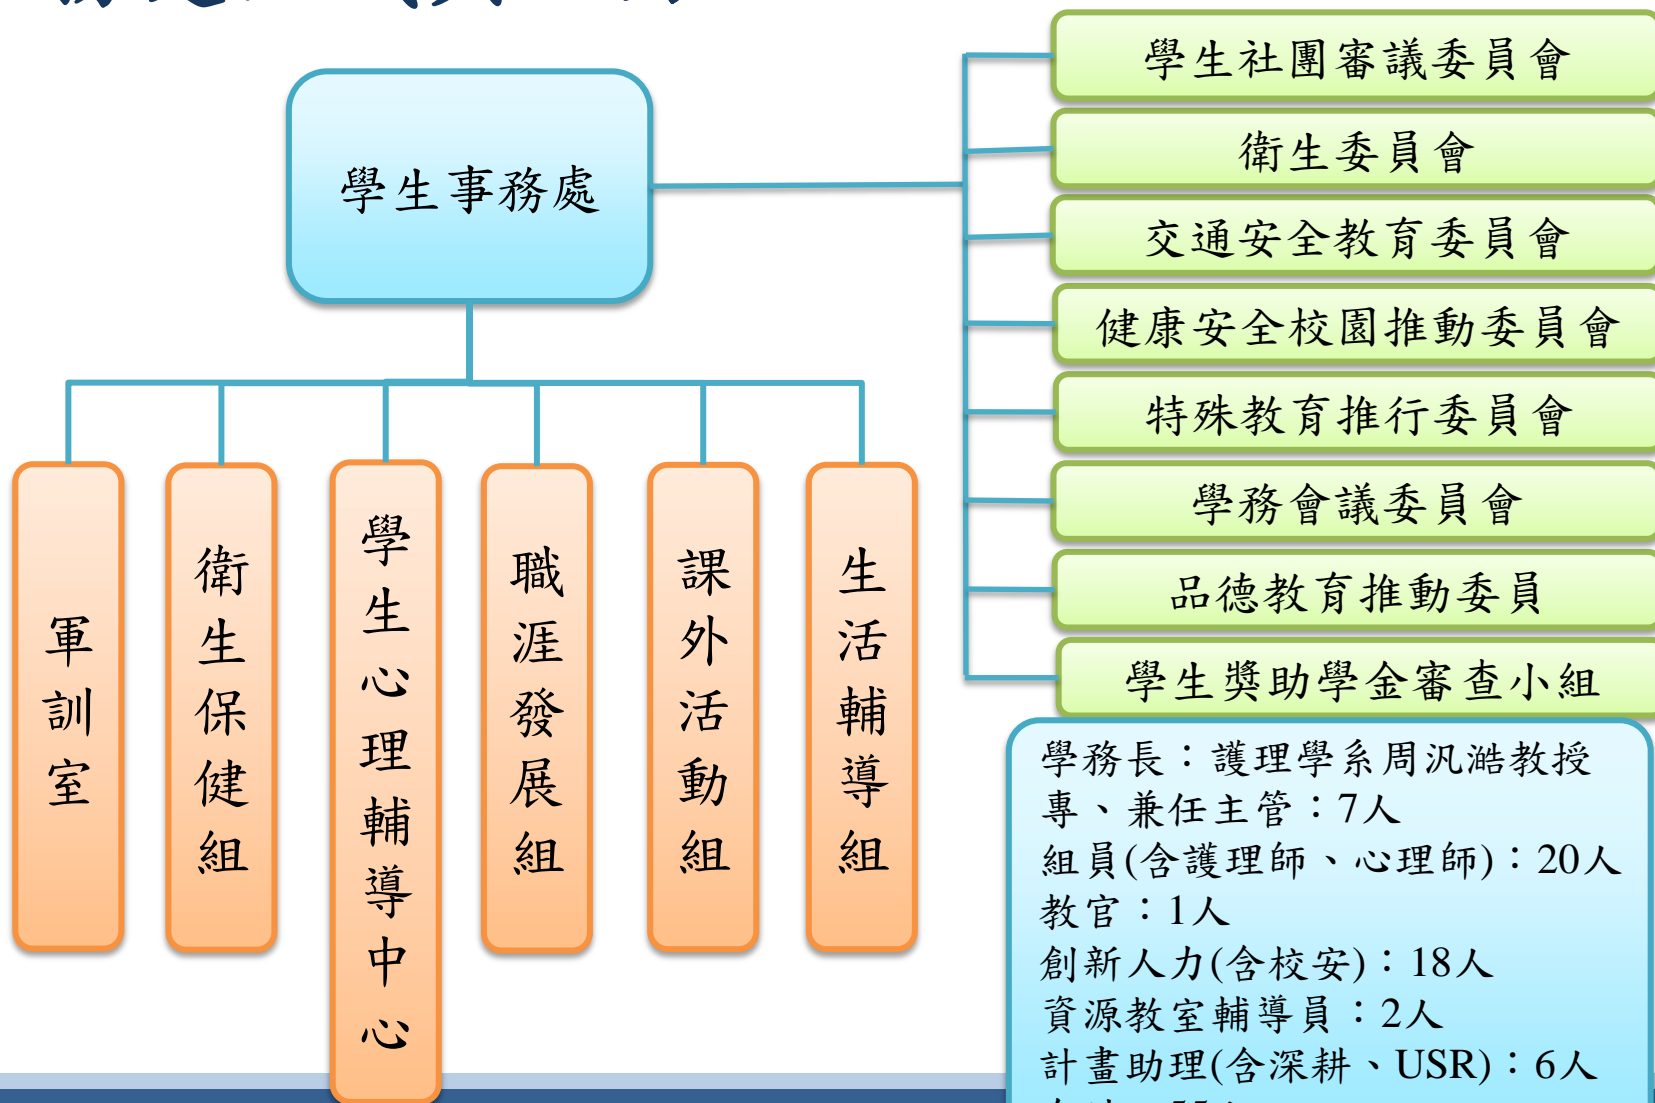 學生事務處
學生社團審議委員會
衛生委員會
交通安全教育委員會
健康安全校園推動委員會
特殊教育推行委員會
學務會議委員會
品德教育推動委員
學生獎助學金審查小組
軍訓室
衛生保健組
學生心理輔導中心
職涯發展組
課外活動組
生活輔導組
學務長：護理學系周汎澔教授
專、兼任主管：7人
組員(含護理師、心理師)：20人
教官：1人
創新人力(含校安)：18人
資源教室輔導員：2人
計畫助理(含深耕、USR)：6人